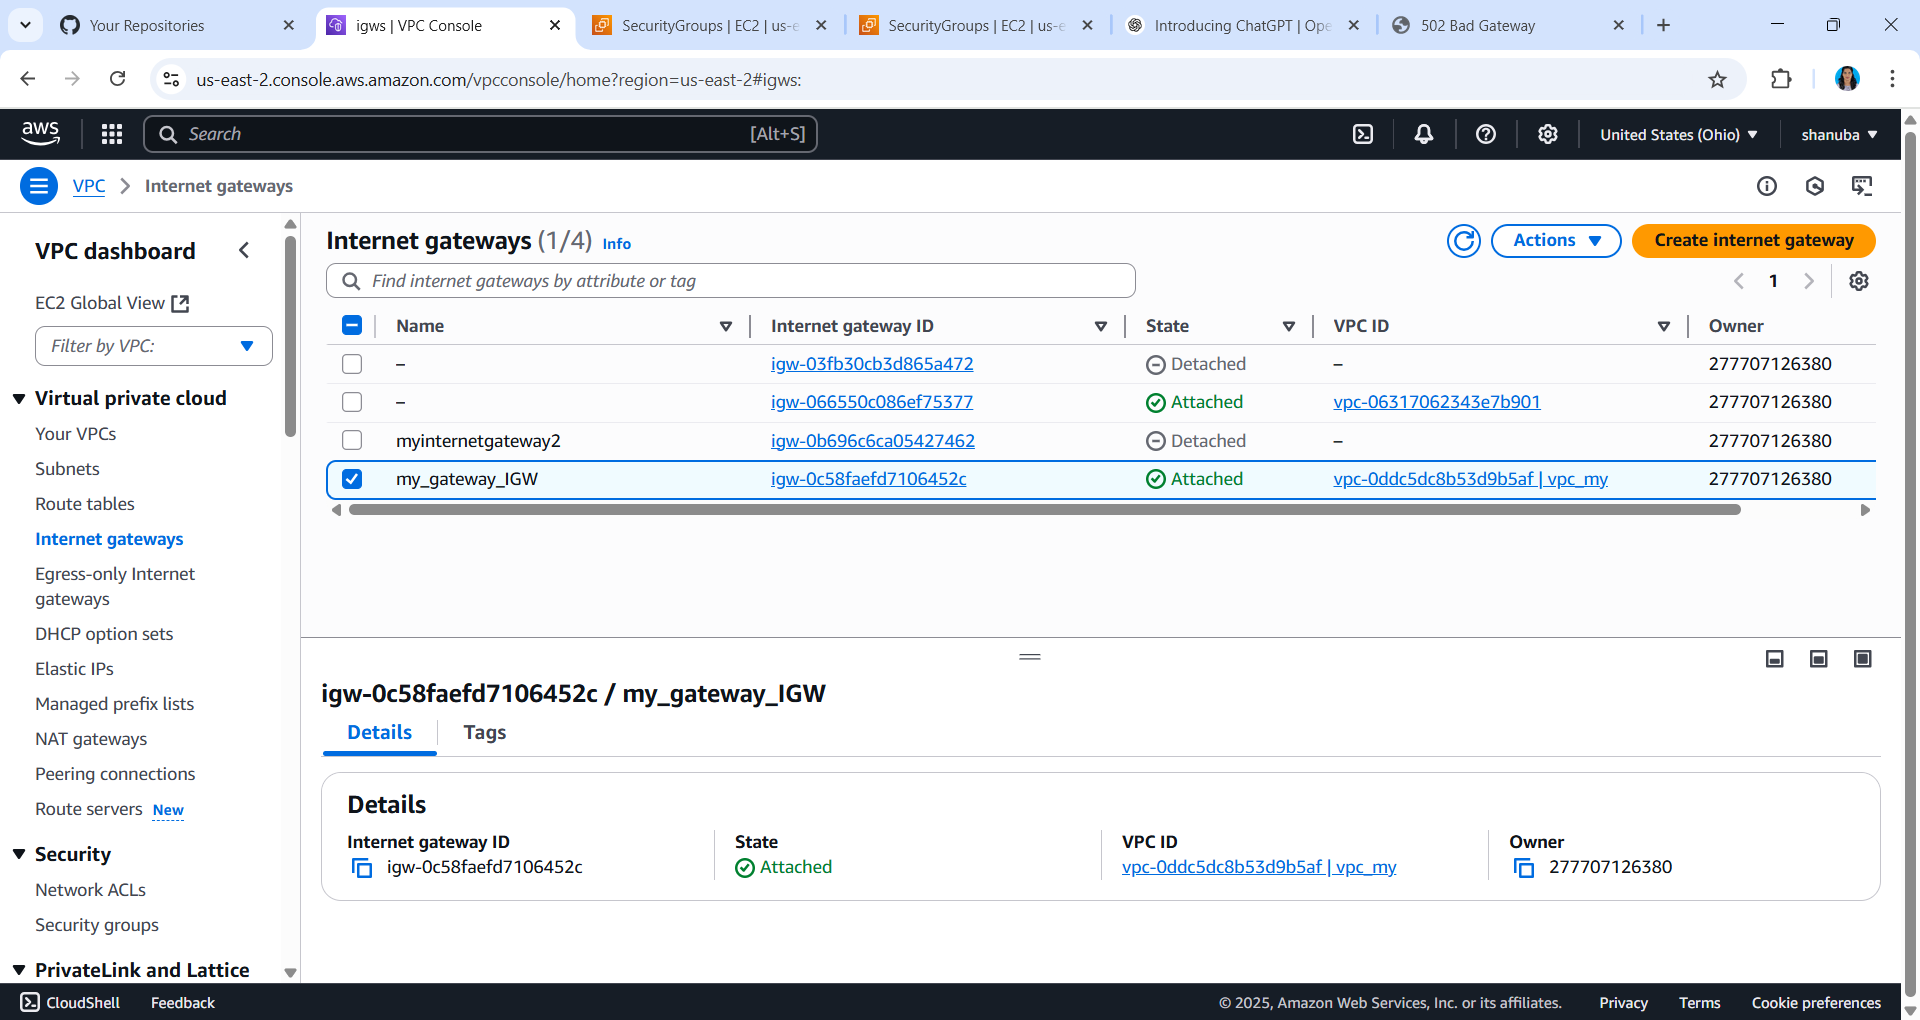 Your Repositories
igws | VPC Console
SecurityGroups | EC2 | us-e
SecurityGroups | EC2 | us-e
Introducing ChatGPT | Ope
502 Bad Gateway
us-east-2.console.aws.amazon.com/vpcconsole/home?region=us-east-2#igws:
aws
Search
[Alt+S]
United States (Ohio)
shanuba
VPC
Internet gateways
VPC dashboard
EC2 Global View
Filter by VPC:
Virtual private cloud
Your VPCs
Subnets
Route tables
Internet gateways
Egress-only Internet
gateways
DHCP option sets
Elastic IPs
Managed prefix lists
NAT gateways
Peering connections
Route servers New
Security
Network ACLs
Security groups
PrivateLink and Lattice
Internet gateways (1/4) Info
Actions
Create internet gateway
Find internet gateways by attribute or tag
1
Name Internet gateway ID State VPC ID Owner
– igw-03fb30cb3d865a472 Detached – 277707126380
– igw-066550c086ef75377 Attached vpc-06317062343e7b901 277707126380
myinternetgateway2 igw-0b696c6ca05427462 Detached – 277707126380
my_gateway_IGW igw-0c58faefd7106452c Attached vpc-0ddc5dc8b53d9b5af | vpc_my 277707126380
igw-0c58faefd7106452c / my_gateway_IGW
Details
Tags
Details
Internet gateway ID
igw-0c58faefd7106452c
State
Attached
VPC ID
vpc-0ddc5dc8b53d9b5af | vpc_my
Owner
277707126380
CloudShell
Feedback
© 2025, Amazon Web Services, Inc. or its affiliates.
Privacy
Terms
Cookie preferences